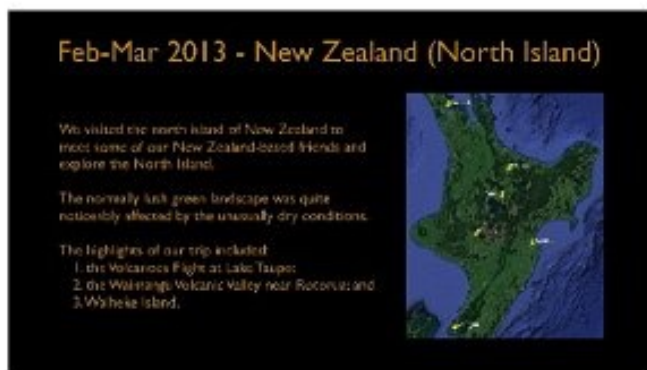 Feb-Mar 2013 - New Zealand (North Island)
We visited the north island of New Zealand to
meet some of our New Zealand-based friends and
explore the North Island.
The normally lush green landscape was quite
noticeably affected by the unusually dry conditions.
The highlights of our trip included:
1. the Volcanoes Flight at Lake Taupo;
2. the Waimangu Volcanic Valley near Rotorua; and
3. Waiheke Island.